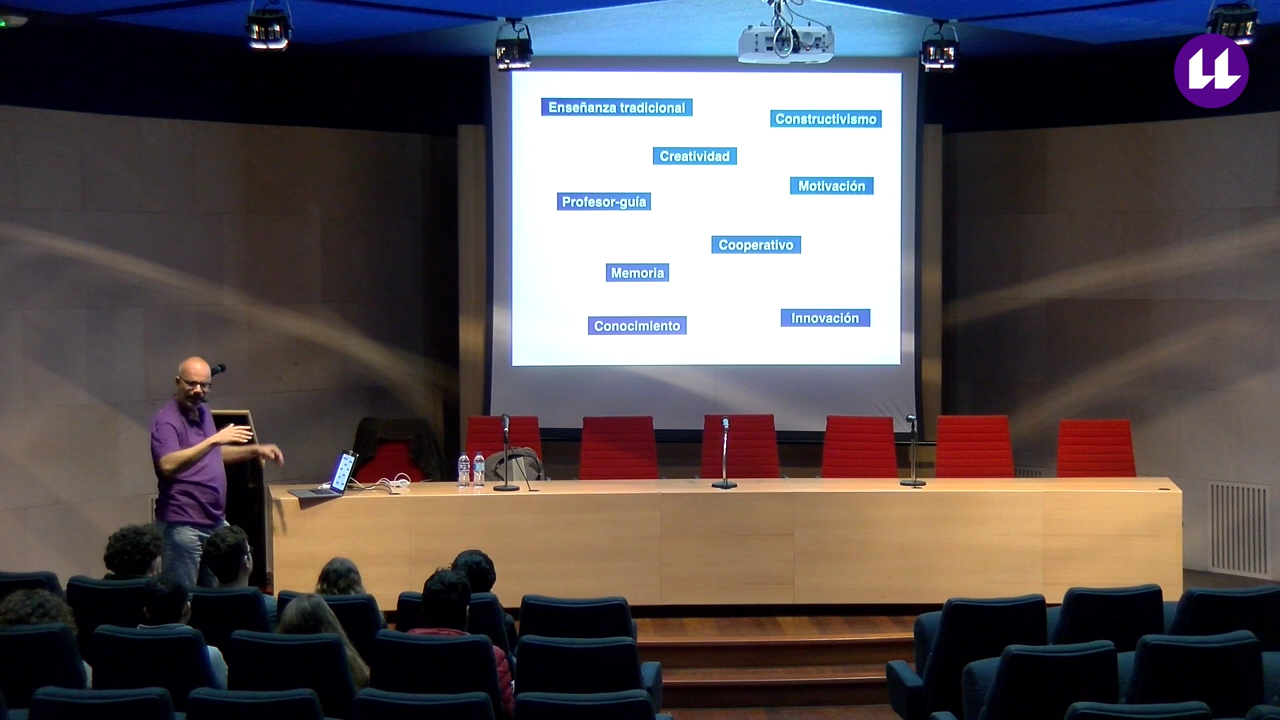 Enseñanza tradicional
Constructivismo
Creatividad
Motivación
Profesor-guía
Cooperativo
Memoria
Innovación
Conocimiento